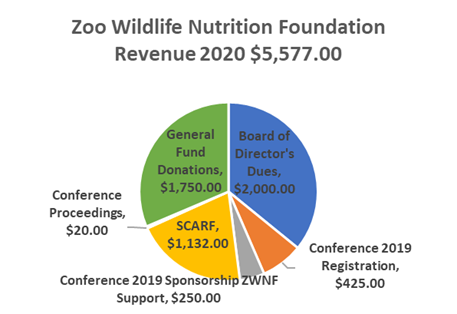 Zoo Wildlife Nutrition Foundation
Revenue 2020 $5,577.00
General
Fund
Donations,
$1,750.00
Board of
Director's
Dues,
$2,000.00
Conference
Proceedings,
$20.00
SCARF,
$1,132.00
Conference 2019
Registration,
$425.00
Conference 2019 Sponsorship ZWNF
Support, $250.00